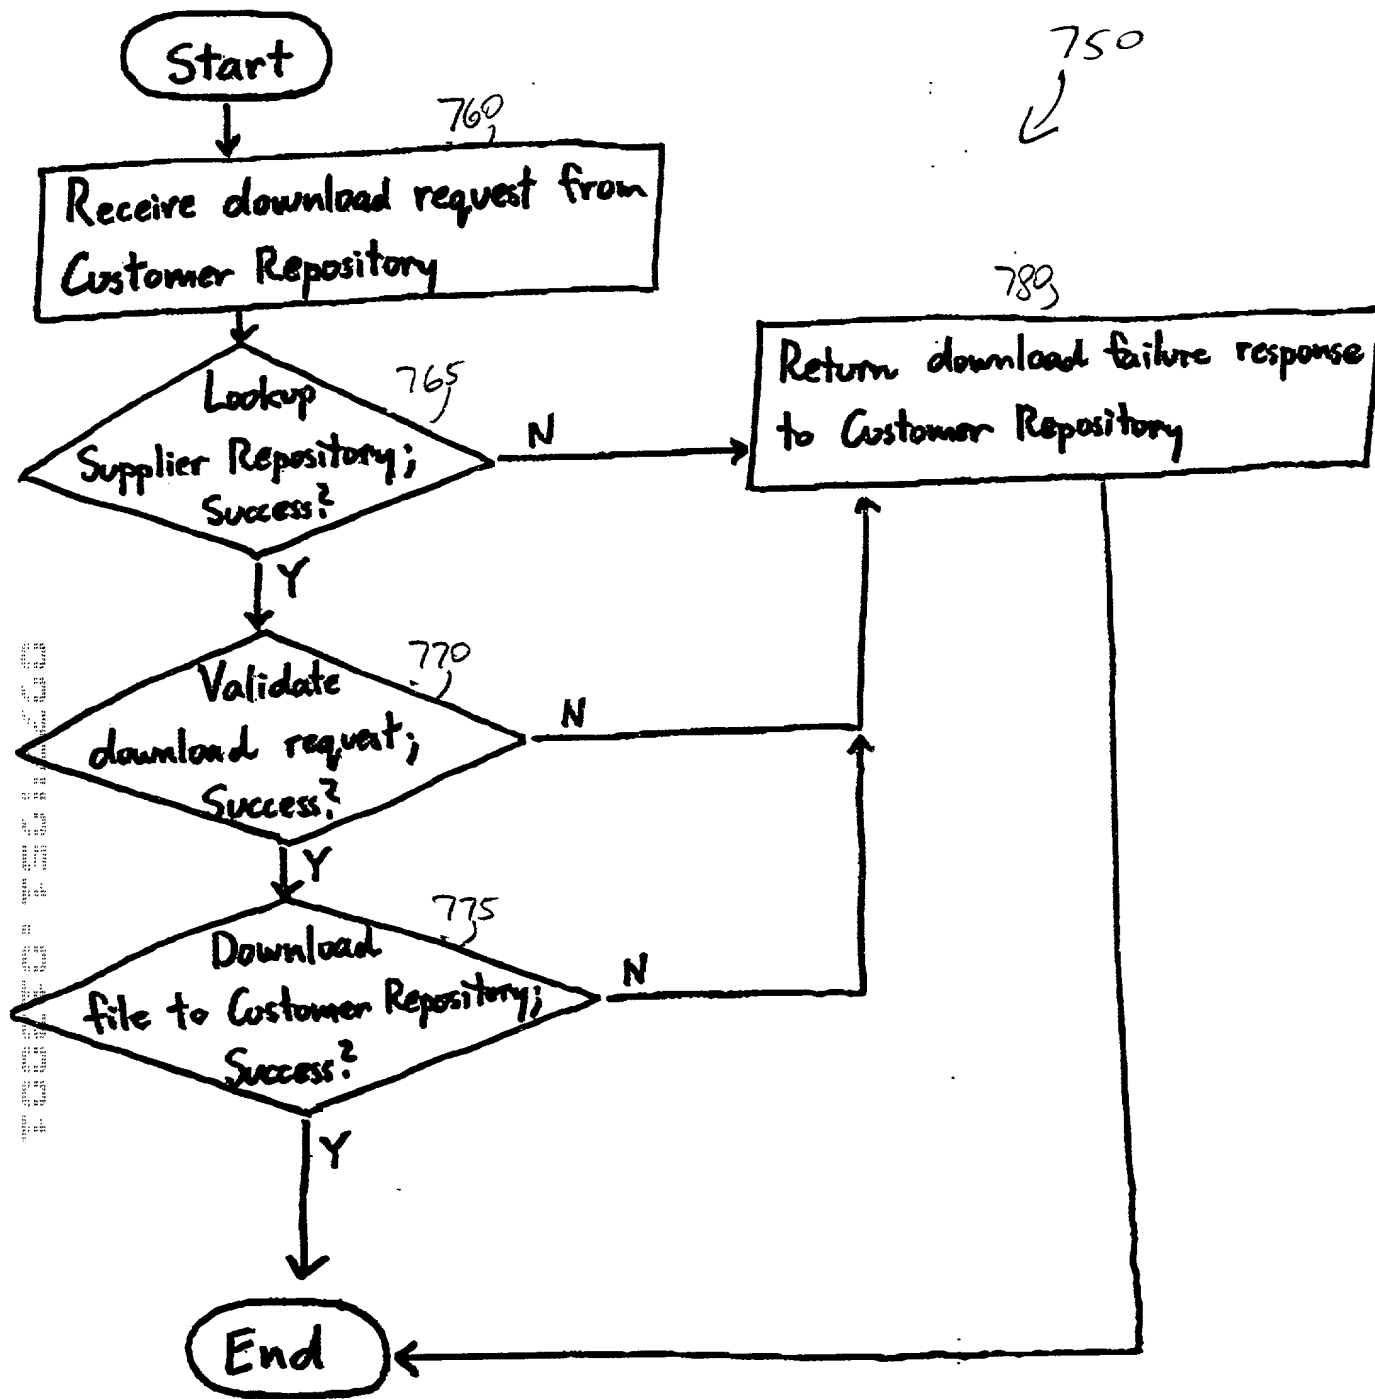 Start
750
760
Receive download request from
Customer Repository
780
Return download failure response
to Customer Repository
765
Lookup
Supplier Repository;
Success?
N
Y
770
Validate
download request;
Success?
N
Y
775
Download
file to Customer Repository;
Success?
N
Y
End